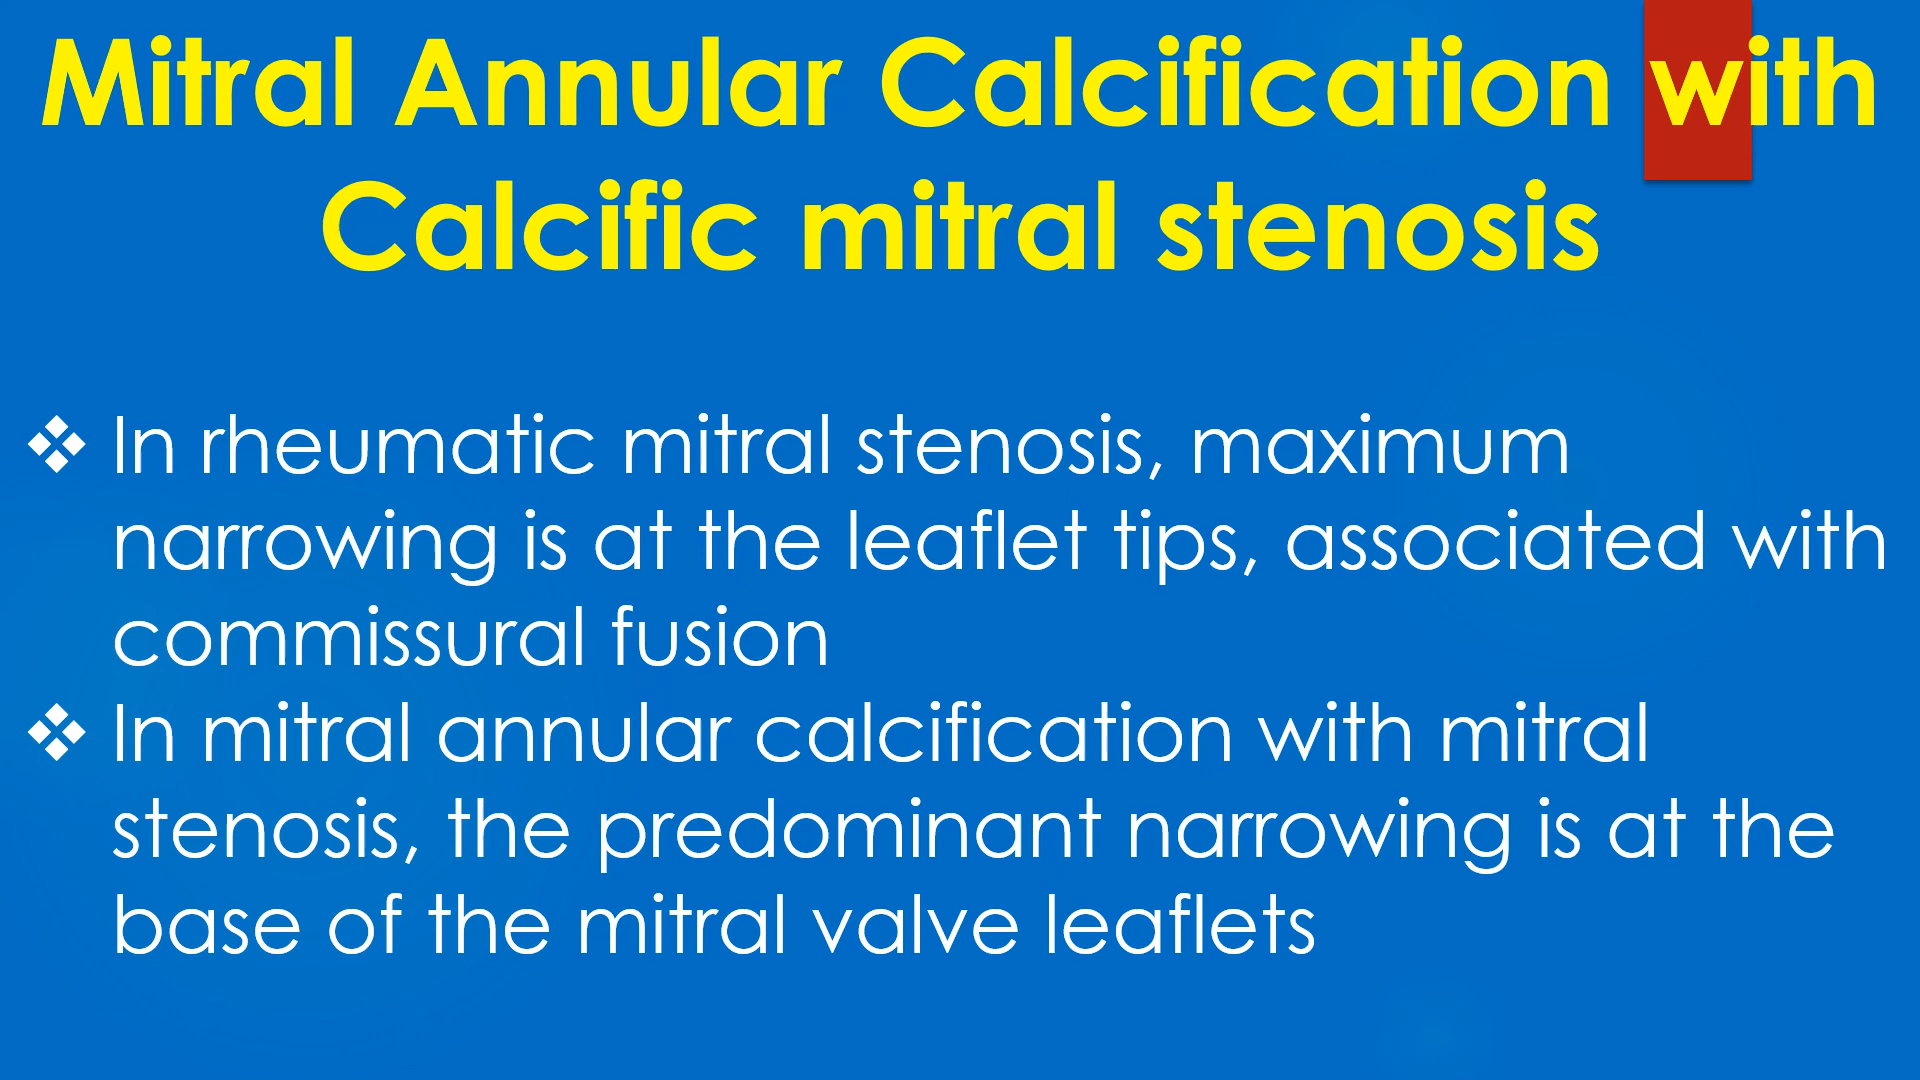 Mitral Annular Calcification with
Calcific mitral stenosis
❖ In rheumatic mitral stenosis, maximum
narrowing is at the leaflet tips, associated with
commissural fusion
❖ In mitral annular calcification with mitral
stenosis, the predominant narrowing is at the
base of the mitral valve leaflets